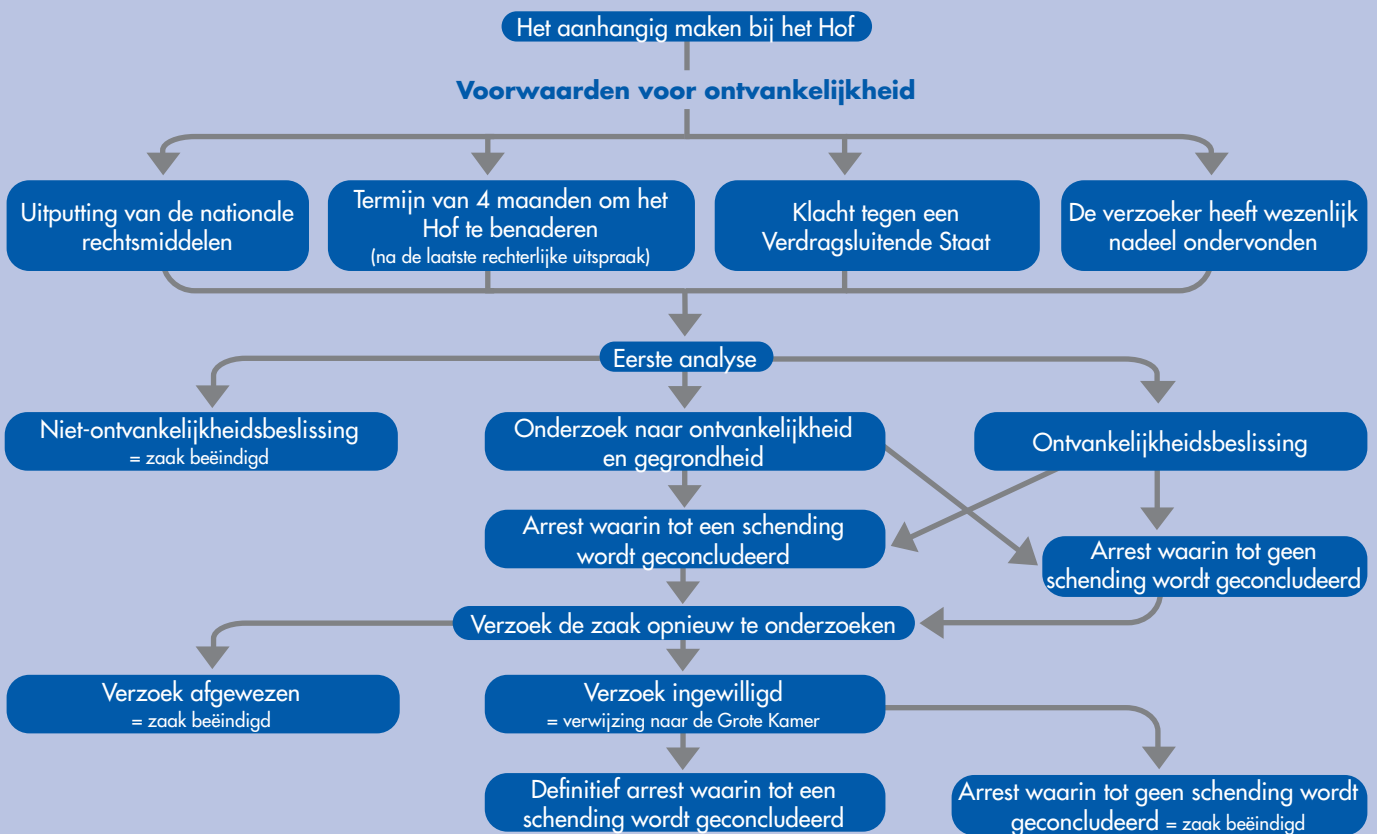 Het aanhangig maken bij het Hof
Voorwaarden voor ontvankelijkheid
Uitputting van de nationale
rechtsmiddelen
Termijn van 4 maanden om het
Hof te benaderen
(na de laatste rechterlijke uitspraak)
Klacht tegen een
Verdragsluitende Staat
De verzoeker heeft wezenlijk
nadeel ondervonden
Eerste analyse
Niet-ontvankelijkheidsbeslissing
= zaak beëindigd
Onderzoek naar ontvankelijkheid
en gegrondheid
Ontvankelijkheidsbeslissing
Arrest waarin tot een schending
wordt geconcludeerd
Arrest waarin tot geen
schending wordt geconcludeerd
Verzoek de zaak opnieuw te onderzoeken
Verzoek afgewezen
= zaak beëindigd
Verzoek ingewilligd
= verwijzing naar de Grote Kamer
Definitief arrest waarin tot een
schending wordt geconcludeerd
Arrest waarin tot geen schending wordt
geconcludeerd = zaak beëindigd